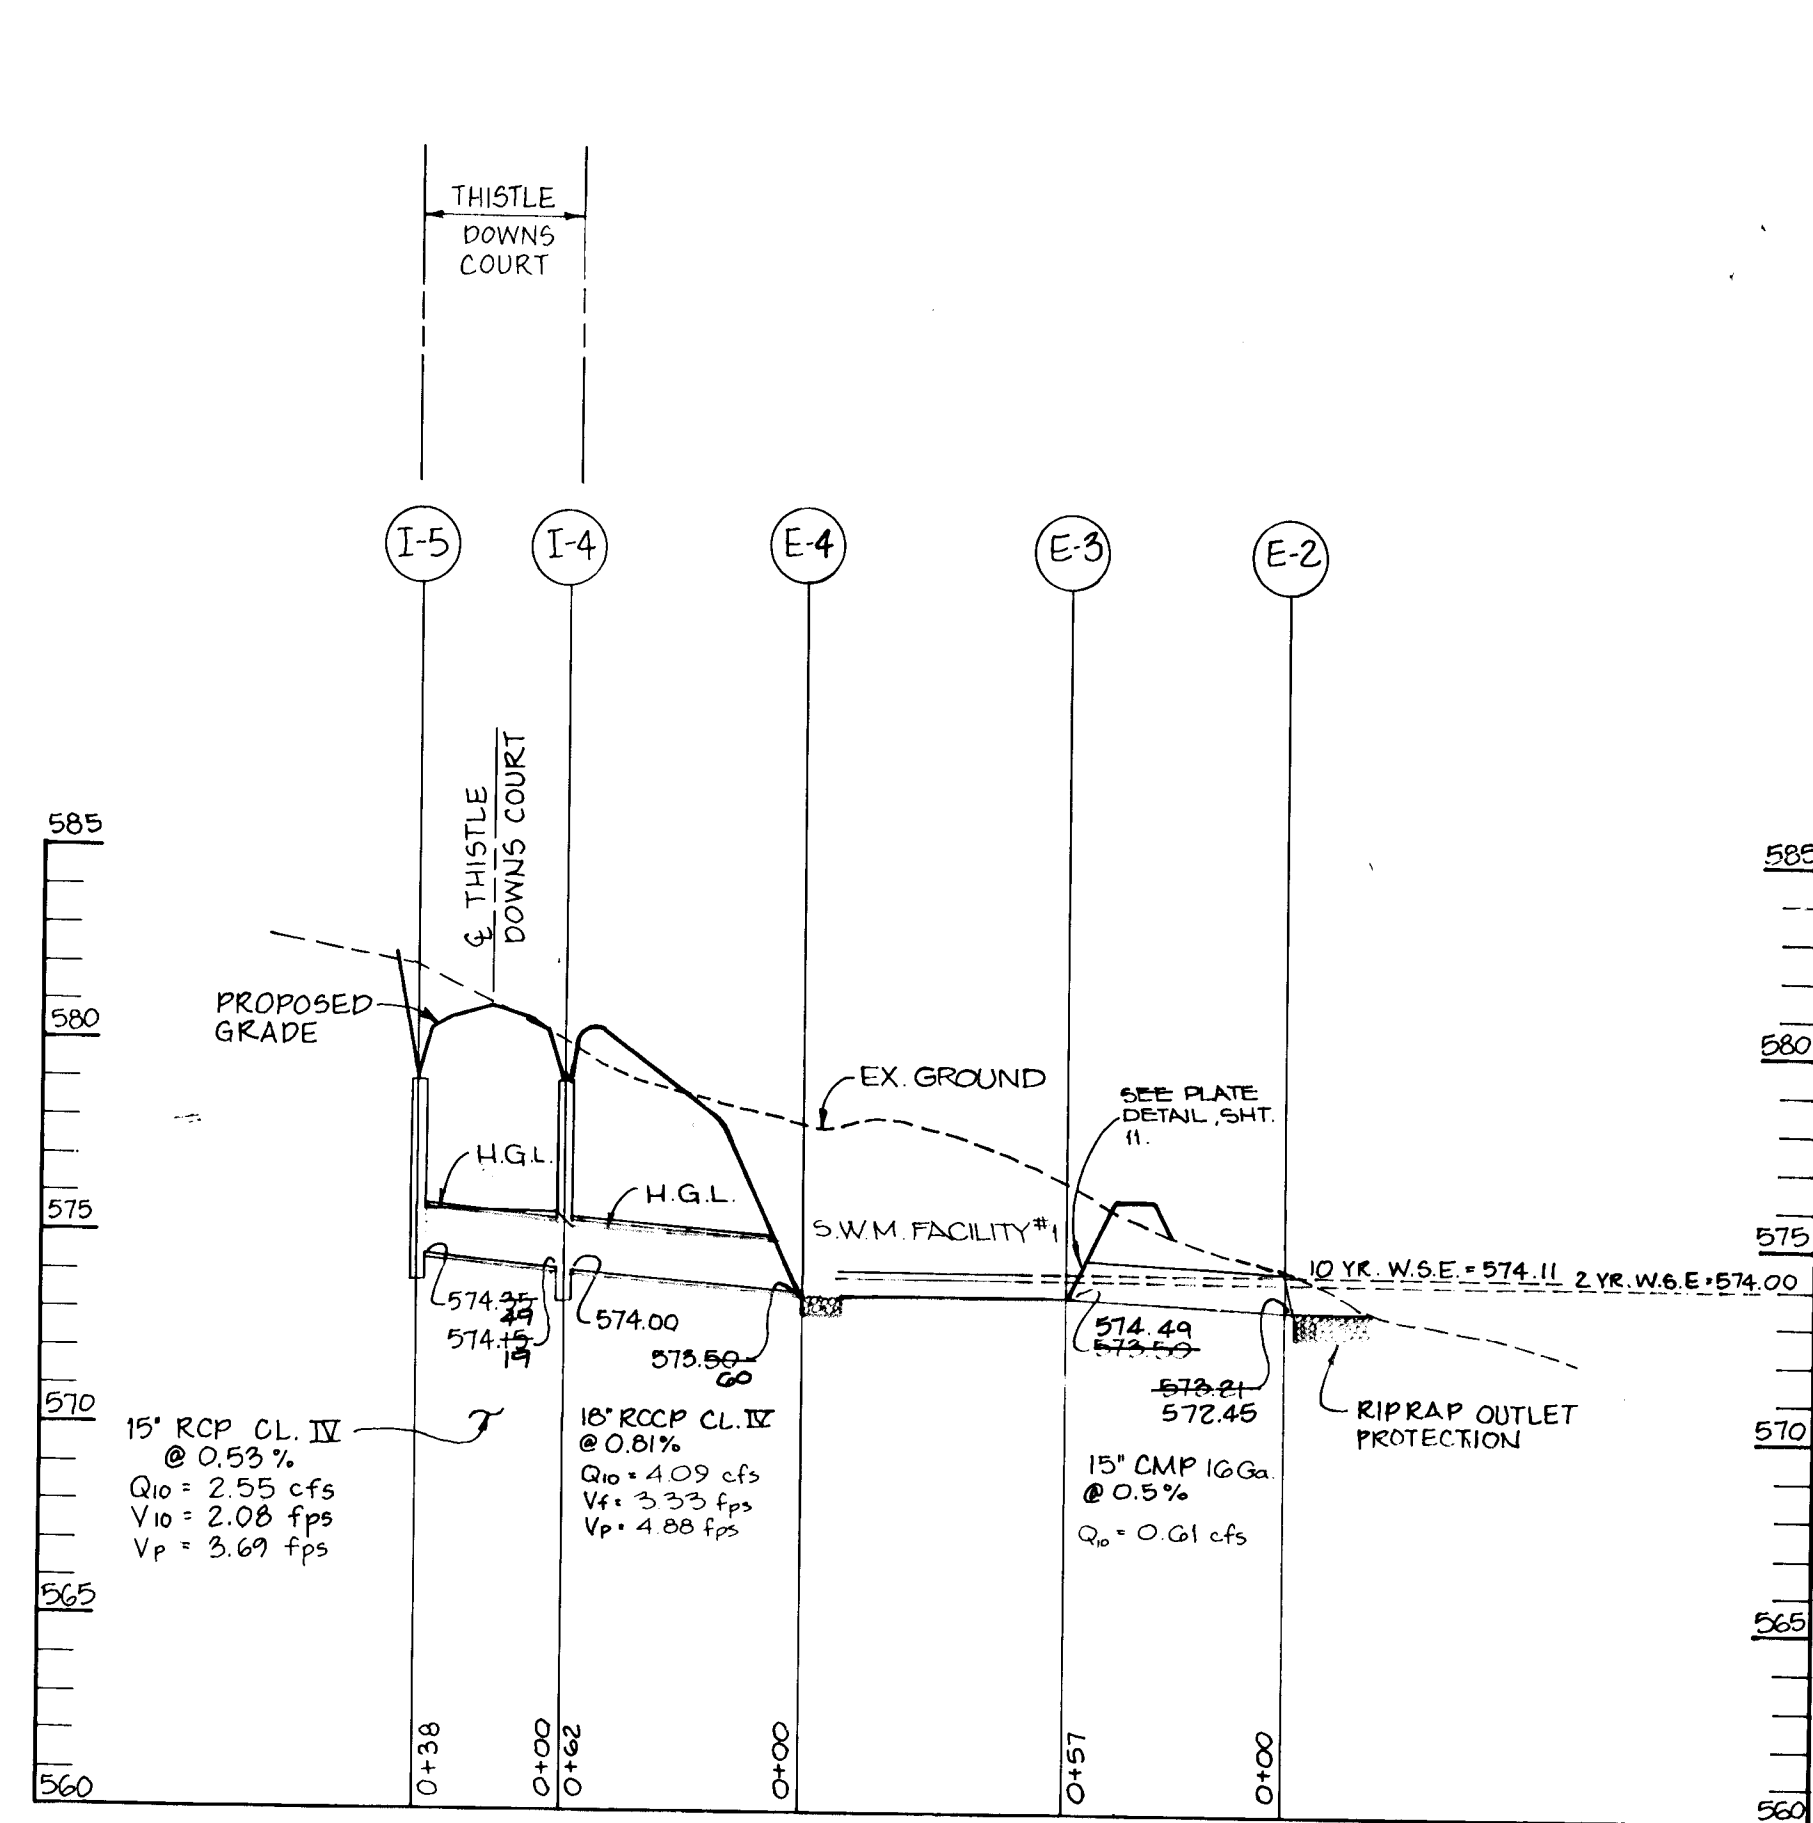 THISTLE
DOWNS
COURT
I-5
I-4
E-4
E-3
E-2
℄ THISTLE
DOWNS COURT
585
580
575
570
565
560
585
580
575
570
565
560
PROPOSED
GRADE
EX. GROUND
SEE PLATE
DETAIL, SHT.
11.
H.G.L.
H.G.L.
S.W.M. FACILITY #1
10 YR. W.S.E. = 574.11
2 YR. W.S.E = 574.00
574.35
49
574.15
19
574.00
573.50
60
574.49
573.50
573.21
572.45
RIPRAP OUTLET
PROTECTION
15" RCP CL. IV
@ 0.53 %
Q10 = 2.55 cfs
V10 = 2.08 fps
Vp = 3.69 fps
18" RCCP CL. IV
@ 0.81%
Q10 = 4.09 cfs
Vf = 3.33 fps
Vp = 4.88 fps
15" CMP 16 Ga.
@ 0.5%
Q10 = 0.61 cfs
0+38
0+00
0+62
0+00
0+57
0+00